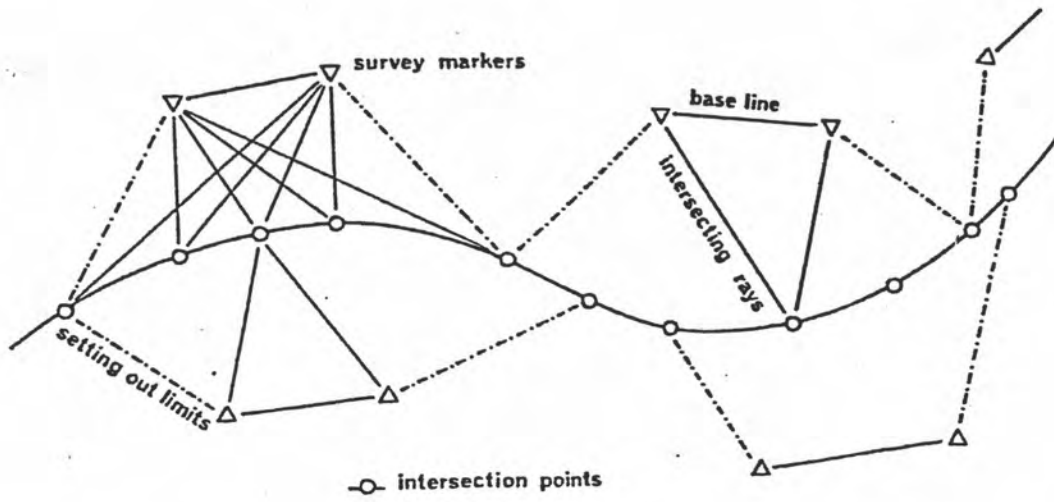 survey markers
base line
intersecting rays
setting out limits
intersection points